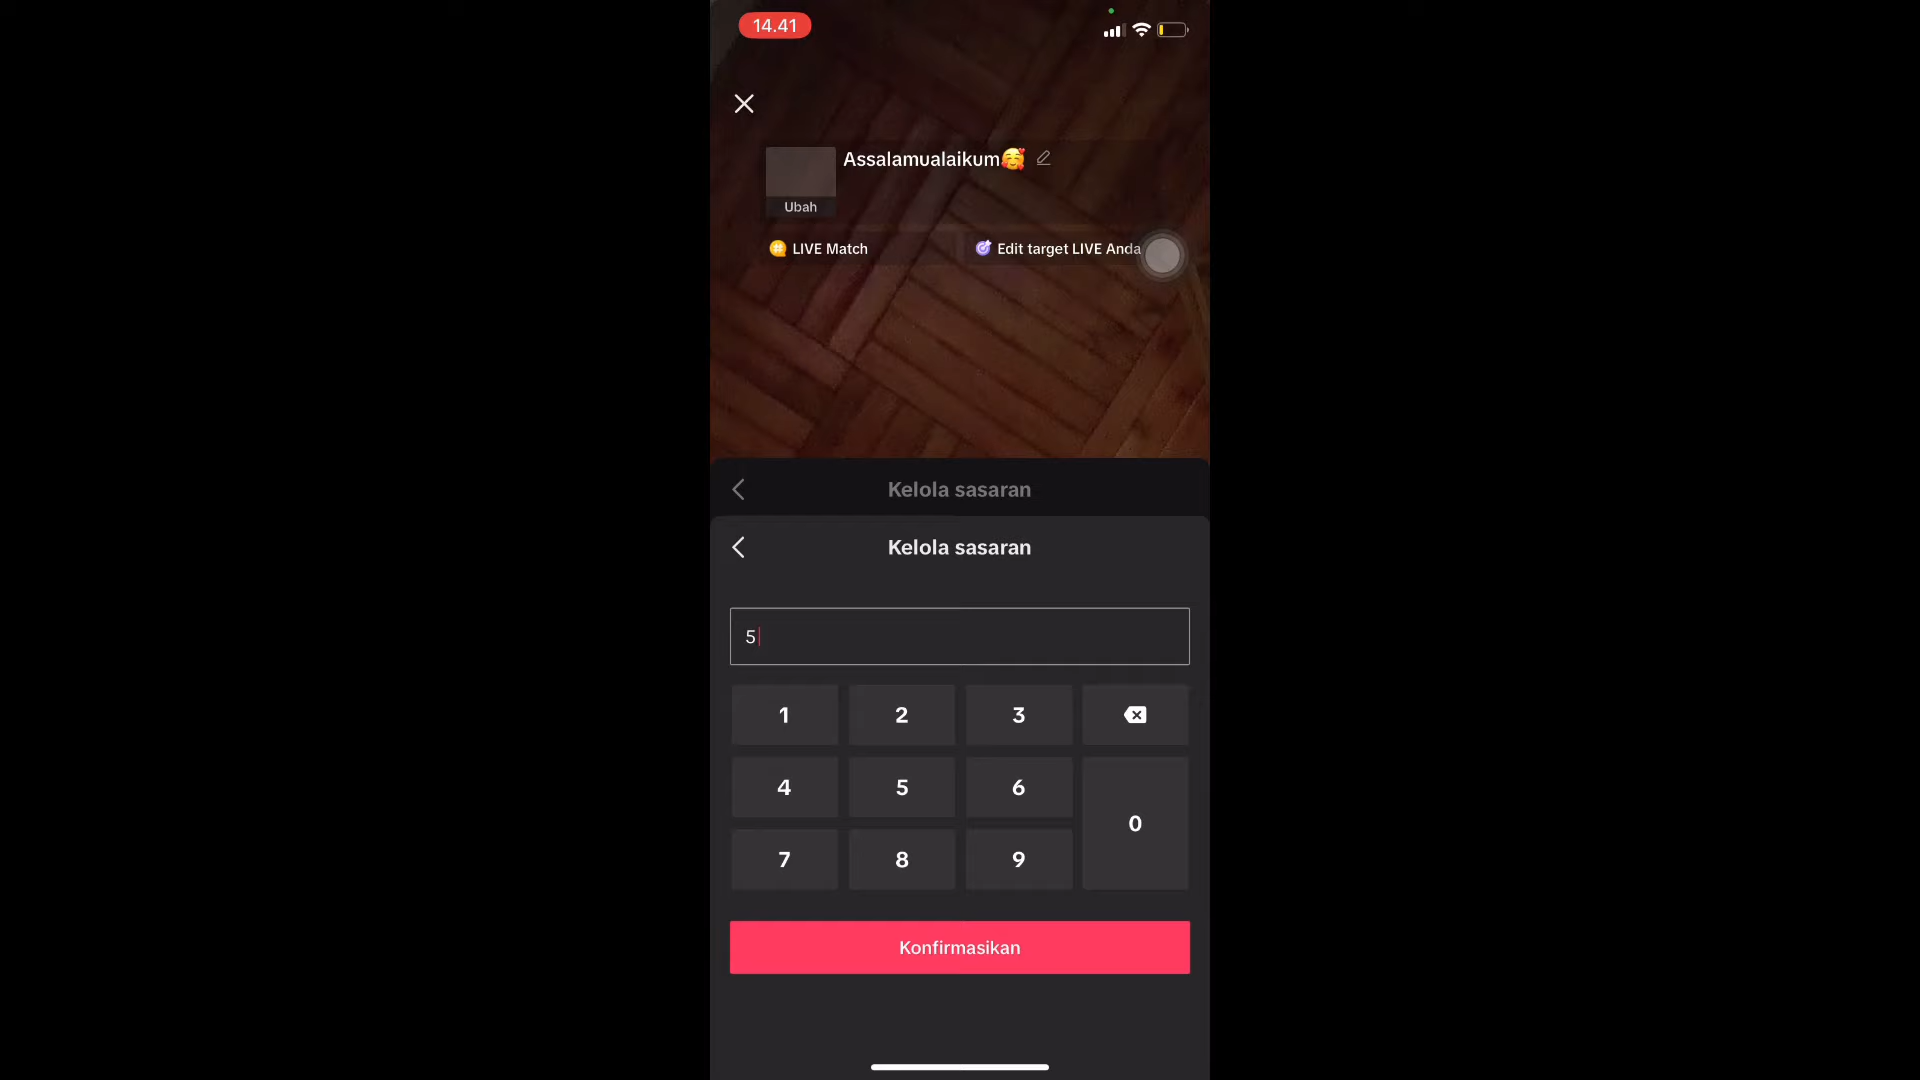 14.41
Assalamualaikum🥰
Ubah
LIVE Match
Edit target LIVE Anda
Kelola sasaran
Kelola sasaran
5
1 2 3
4 5 6
0
7 8 9
Konfirmasikan